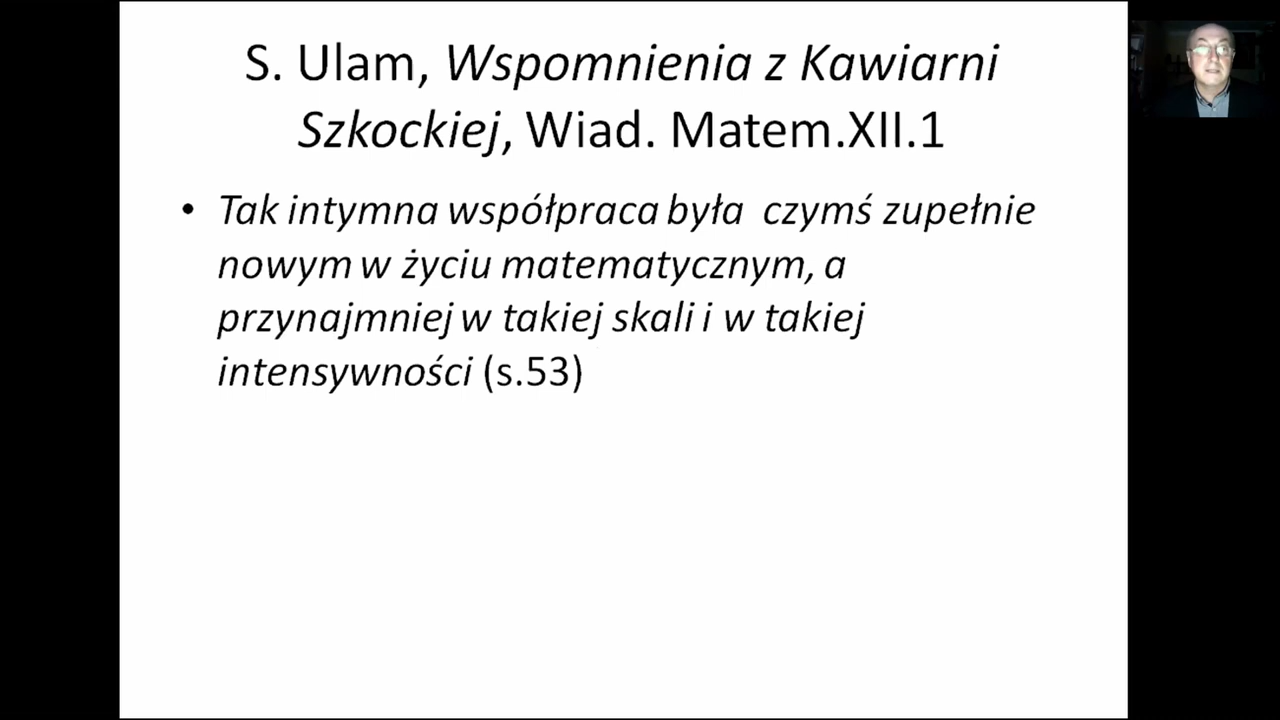 S. Ulam, Wspomnienia z Kawiarni
Szkockiej, Wiad. Matem.XII.1
• Tak intymna współpraca była czymś zupełnie
nowym w życiu matematycznym, a
przynajmniej w takiej skali i w takiej
intensywności (s.53)